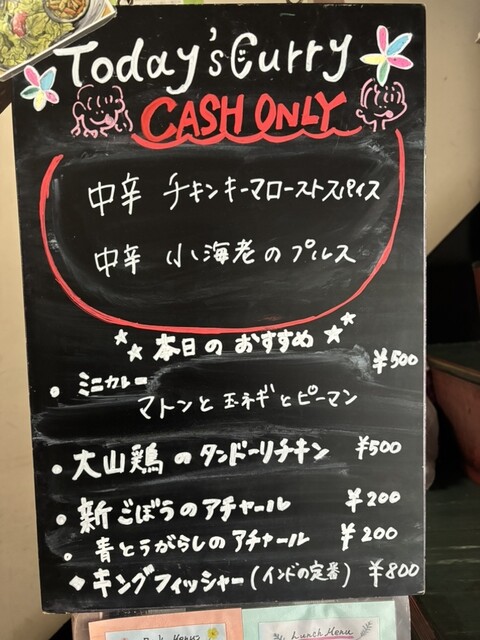 Today's Curry
CASH ONLY
中辛 チキンキーマローストスパイス
中辛 小海老のプルス
本日のおすすめ
・ミニカレー ¥500
マトンと玉ネギとピーマン
・大山鶏のタンドーリチキン ¥500
・新ごぼうのアチャール ¥200
・青とうがらしのアチャール ¥200
◆キングフィッシャー(インドの定番) ¥800
Menu
Lunch Menu